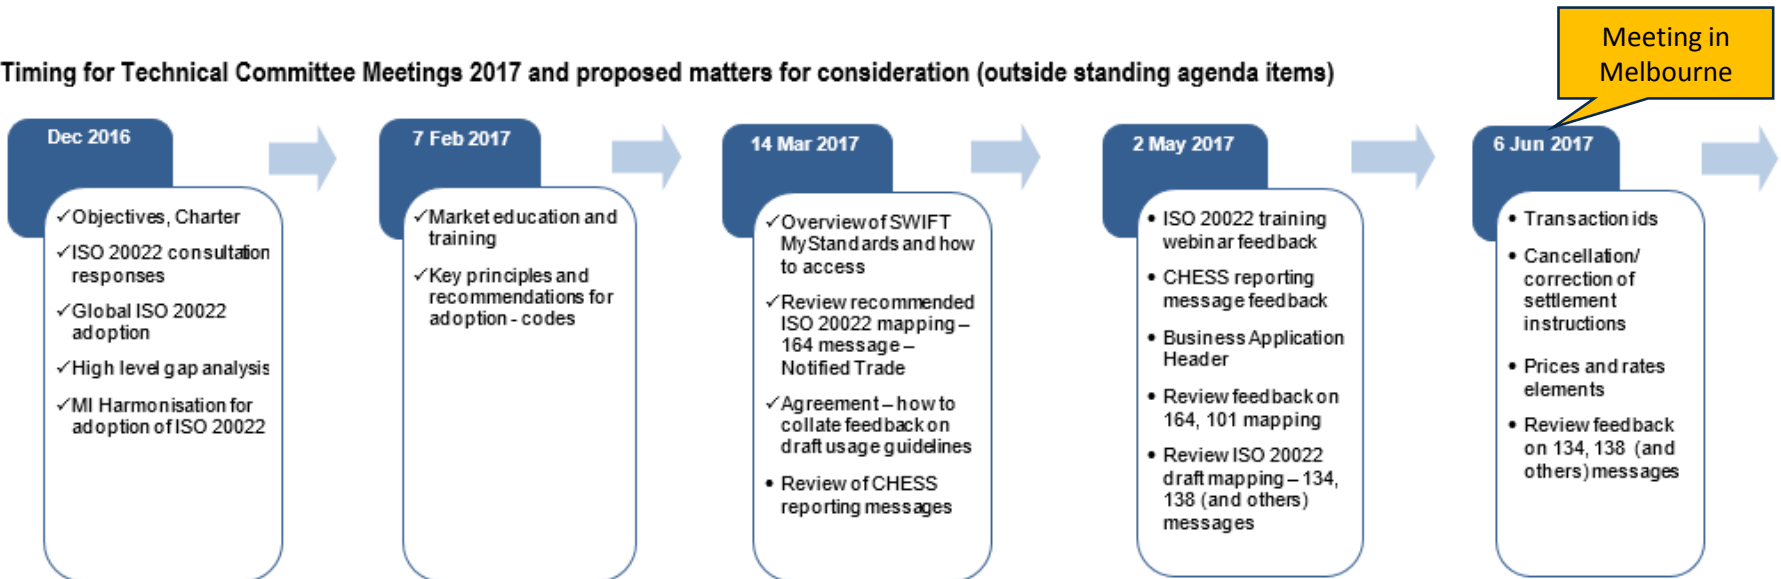 Meeting in
Melbourne
Timing for Technical Committee Meetings 2017 and proposed matters for consideration (outside standing agenda items)
Dec 2016
✓Objectives, Charter
✓ISO 20022 consultation
responses
✓Global ISO 20022
adoption
✓High level gap analysis
✓MI Harmonisation for
adoption of ISO 20022
7 Feb 2017
✓Market education and
training
✓Key principles and
recommendations for
adoption - codes
14 Mar 2017
✓Overview of SWIFT
MyStandards and how
to access
✓Review recommended
ISO 20022 mapping –
164 message –
Notified Trade
✓Agreement – how to
collate feedback on
draft usage guidelines
• Review of CHESS
reporting messages
2 May 2017
• ISO 20022 training
webinar feedback
• CHESS reporting
message feedback
• Business Application
Header
• Review feedback on
164, 101 mapping
• Review ISO 20022
draft mapping – 134,
138 (and others)
messages
6 Jun 2017
• Transaction ids
• Cancellation/
correction of
settlement
instructions
• Prices and rates
elements
• Review feedback
on 134, 138 (and
others) messages